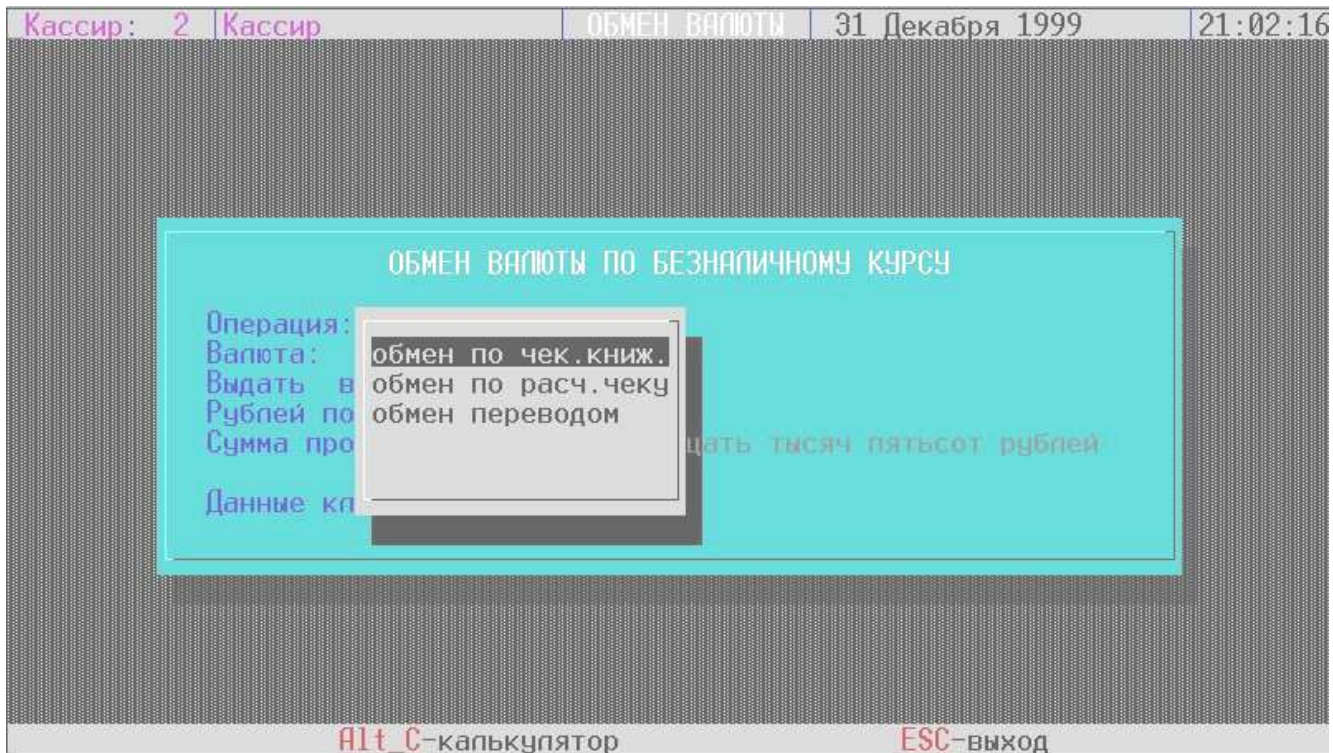 Кассир: 2 Кассир ОБМЕН ВАЛЮТЫ 31 Декабря 1999 21:02:16
ОБМЕН ВАЛЮТЫ ПО БЕЗНАЛИЧНОМУ КУРСУ
Операция:
Валюта: обмен по чек.книж.
Выдать в обмен по расч.чеку
Рублей по обмен переводом
Сумма про цать тысяч пятьсот рублей
Данные кл
Alt_C-калькулятор ESC-выход